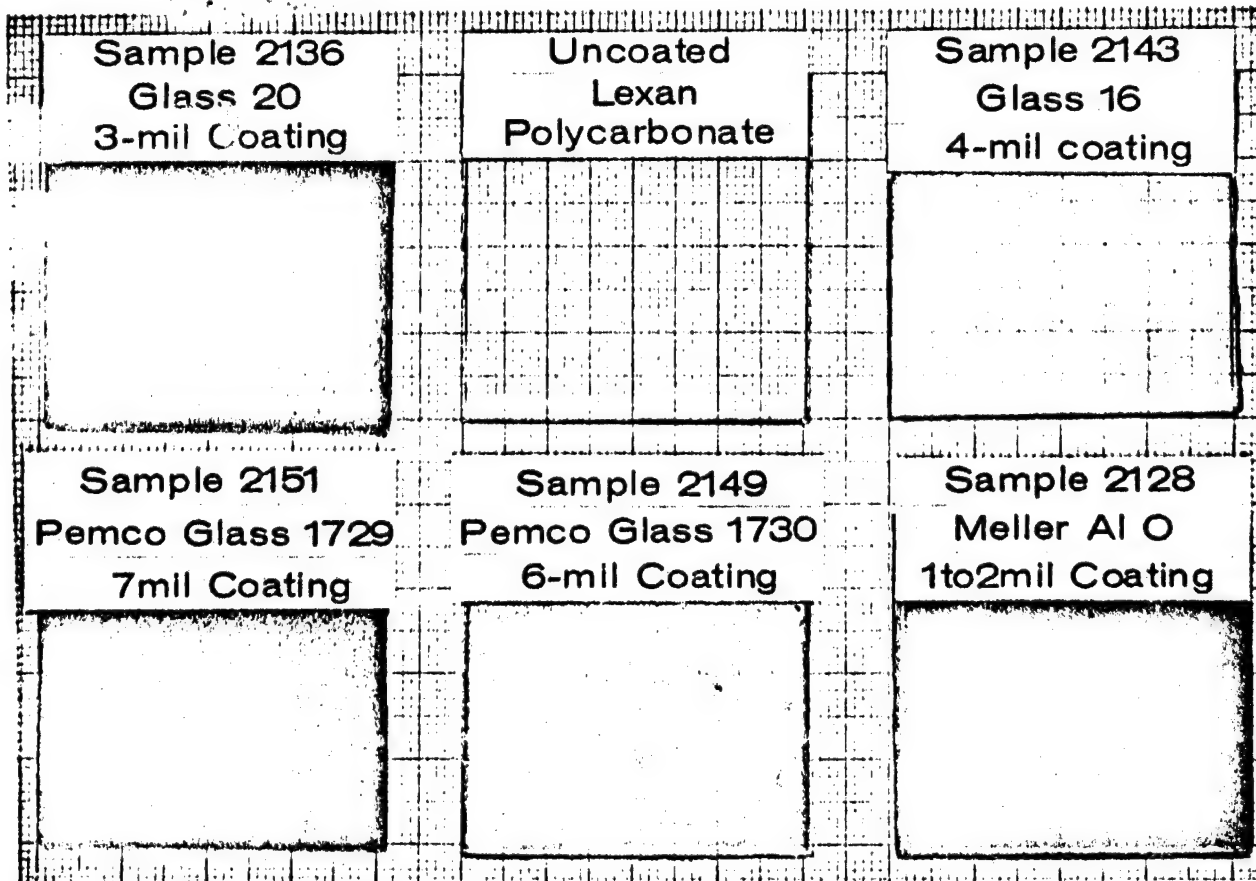 Sample 2136
Glass 20
3-mil Coating
Uncoated
Lexan
Polycarbonate
Sample 2143
Glass 16
4-mil coating
Sample 2151
Pemco Glass 1729
7mil Coating
Sample 2149
Pemco Glass 1730
6-mil Coating
Sample 2128
Meller Al O
1to2mil Coating